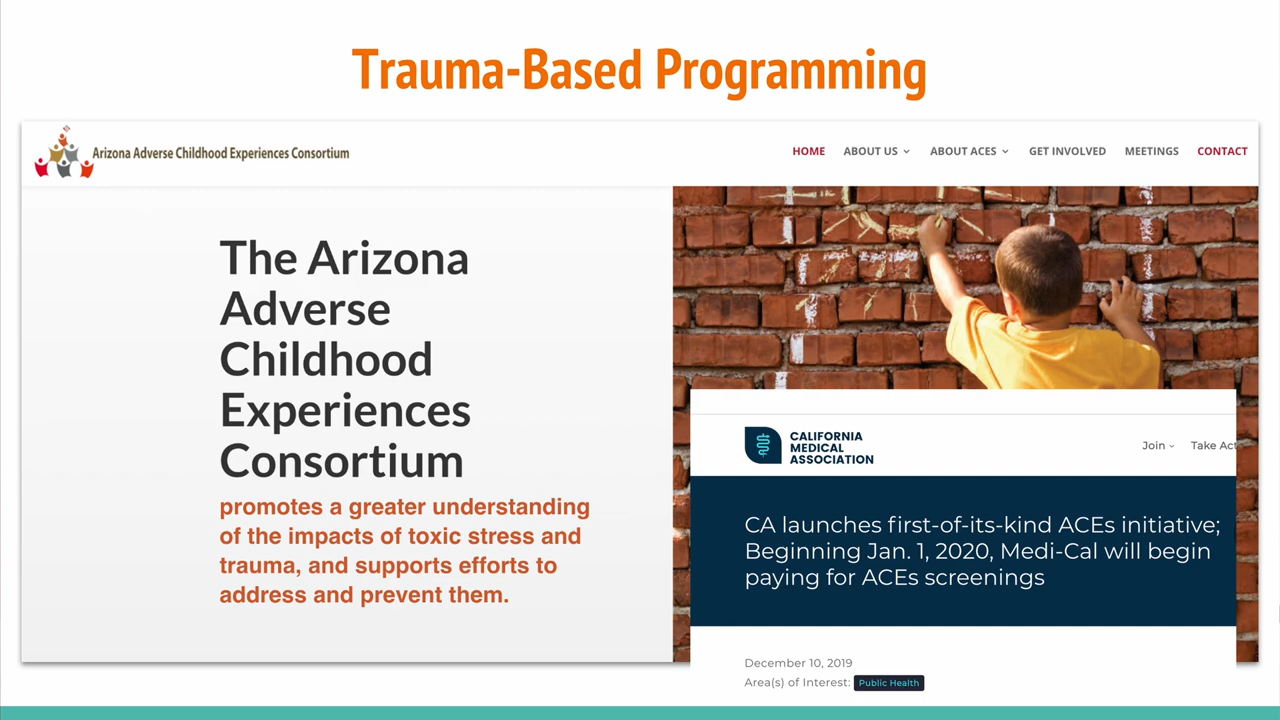 Trauma-Based Programming
Arizona Adverse Childhood Experiences Consortium
HOME ABOUT US ABOUT ACES GET INVOLVED MEETINGS CONTACT
The Arizona
Adverse
Childhood
Experiences
Consortium
promotes a greater understanding
of the impacts of toxic stress and
trauma, and supports efforts to
address and prevent them.
CALIFORNIA
MEDICAL
ASSOCIATION
Join Take Act
CA launches first-of-its-kind ACEs initiative;
Beginning Jan. 1, 2020, Medi-Cal will begin
paying for ACEs screenings
December 10, 2019
Area(s) of Interest: Public Health